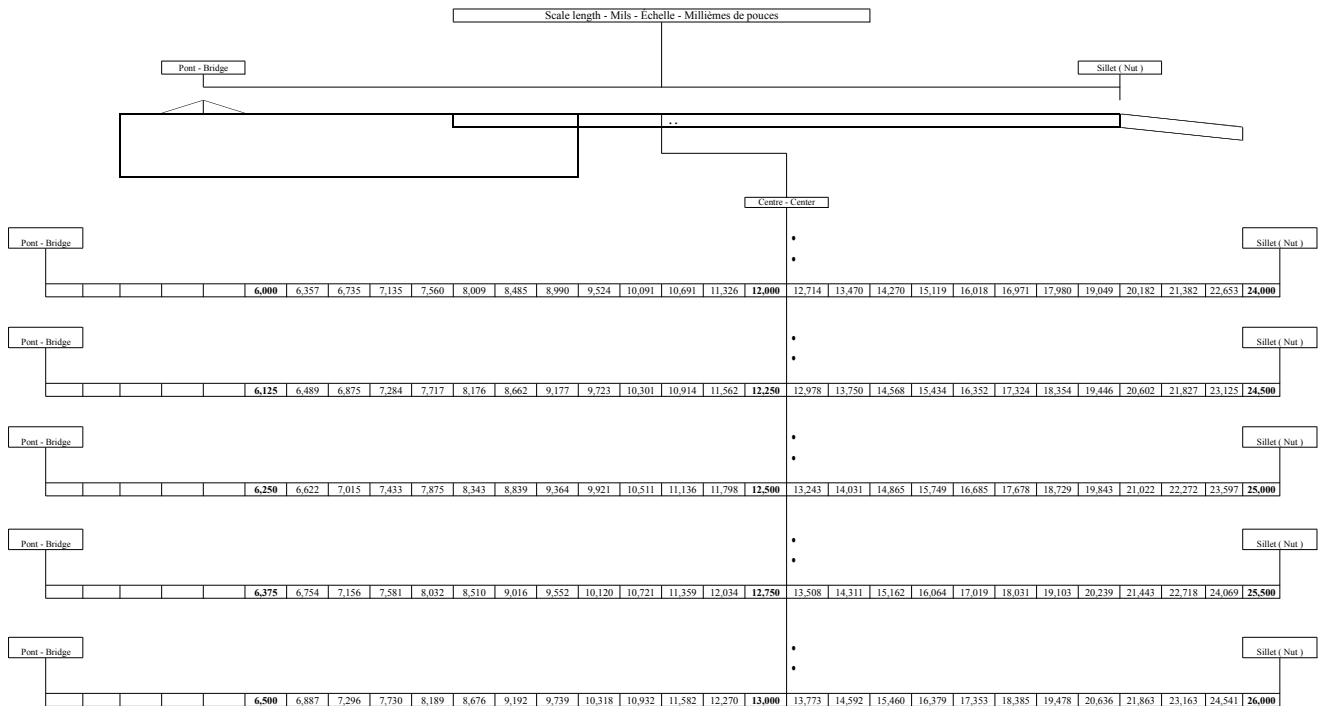 Scale length - Mils - Échelle - Millièmes de pouces
Pont - Bridge Sillet ( Nut )
. .
Centre - Center
Pont - Bridge Sillet ( Nut )
6,000 6,357 6,735 7,135 7,560 8,009 8,485 8,990 9,524 10,091 10,691 11,326 12,000 12,714 13,470 14,270 15,119 16,018 16,971 17,980 19,049 20,182 21,382 22,653 24,000
Pont - Bridge Sillet ( Nut )
6,125 6,489 6,875 7,284 7,717 8,176 8,662 9,177 9,723 10,301 10,914 11,562 12,250 12,978 13,750 14,568 15,434 16,352 17,324 18,354 19,446 20,602 21,827 23,125 24,500
Pont - Bridge Sillet ( Nut )
6,250 6,622 7,015 7,433 7,875 8,343 8,839 9,364 9,921 10,511 11,136 11,798 12,500 13,243 14,031 14,865 15,749 16,685 17,678 18,729 19,843 21,022 22,272 23,597 25,000
Pont - Bridge Sillet ( Nut )
6,375 6,754 7,156 7,581 8,032 8,510 9,016 9,552 10,120 10,721 11,359 12,034 12,750 13,508 14,311 15,162 16,064 17,019 18,031 19,103 20,239 21,443 22,718 24,069 25,500
Pont - Bridge Sillet ( Nut )
6,500 6,887 7,296 7,730 8,189 8,676 9,192 9,739 10,318 10,932 11,582 12,270 13,000 13,773 14,592 15,460 16,379 17,353 18,385 19,478 20,636 21,863 23,163 24,541 26,000